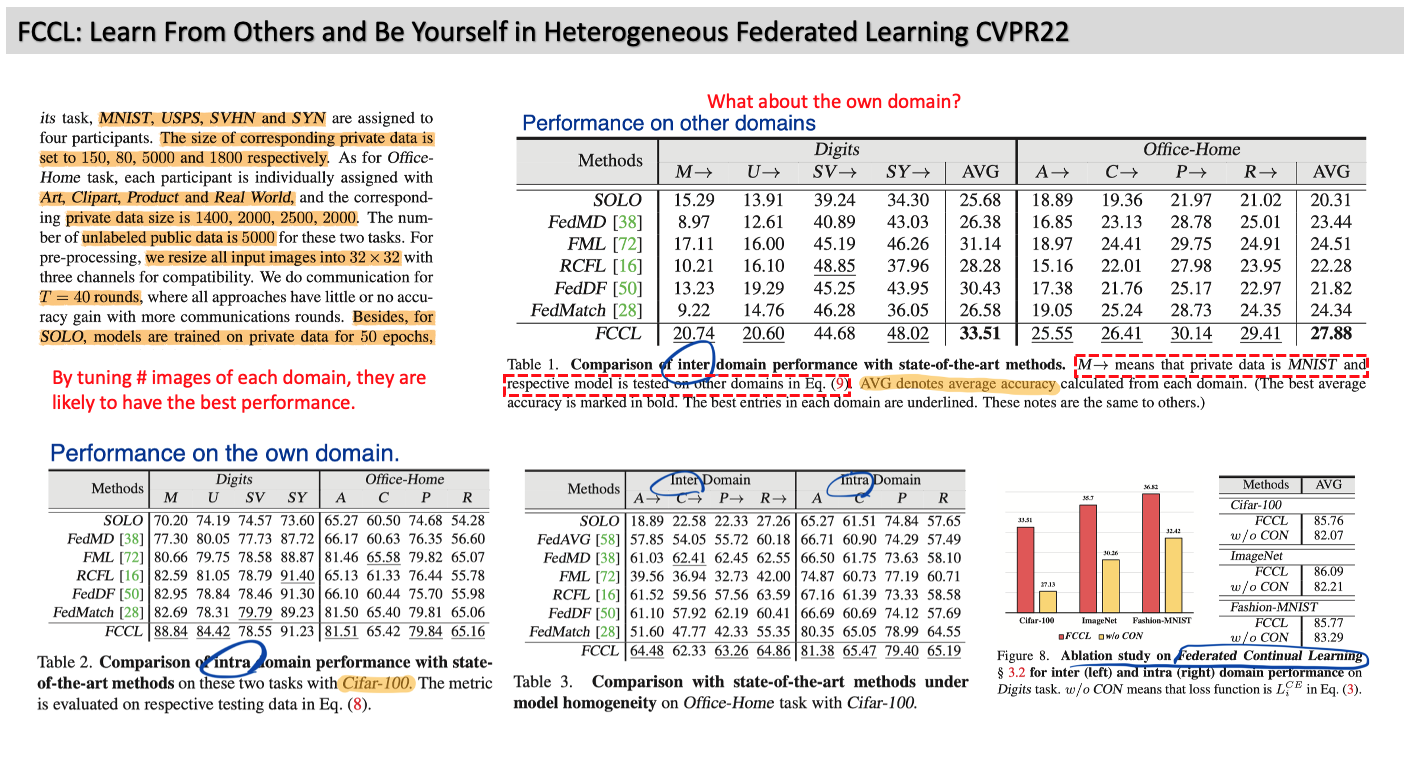 FCCL: Learn From Others and Be Yourself in Heterogeneous Federated Learning CVPR22
its task, MNIST, USPS, SVHN and SYN are assigned to
four participants. The size of corresponding private data is
set to 150, 80, 5000 and 1800 respectively. As for Office-
Home task, each participant is individually assigned with
Art, Clipart, Product and Real World, and the correspond-
ing private data size is 1400, 2000, 2500, 2000. The num-
ber of unlabeled public data is 5000 for these two tasks. For
pre-processing, we resize all input images into 32 × 32 with
three channels for compatibility. We do communication for
T = 40 rounds, where all approaches have little or no accu-
racy gain with more communications rounds. Besides, for
SOLO, models are trained on private data for 50 epochs,
By tuning # images of each domain, they are
likely to have the best performance.
What about the own domain?
Performance on other domains
Methods Digits Office-Home
M→ U→ SV→ SY→ AVG A→ C→ P→ R→ AVG
SOLO 15.29 13.91 39.24 34.30 25.68 18.89 19.36 21.97 21.02 20.31
FedMD [38] 8.97 12.61 40.89 43.03 26.38 16.85 23.13 28.78 25.01 23.44
FML [72] 17.11 16.00 45.19 46.26 31.14 18.97 24.41 29.75 24.91 24.51
RCFL [16] 10.21 16.10 48.85 37.96 28.28 15.16 22.01 27.98 23.95 22.28
FedDF [50] 13.23 19.29 45.25 43.95 30.43 17.38 21.76 25.17 22.97 21.82
FedMatch [28] 9.22 14.76 46.28 36.05 26.58 19.05 25.24 28.73 24.35 24.34
FCCL 20.74 20.60 44.68 48.02 33.51 25.55 26.41 30.14 29.41 27.88
Table 1. Comparison of inter domain performance with state-of-the-art methods. M→ means that private data is MNIST and
respective model is tested on other domains in Eq. (9). AVG denotes average accuracy calculated from each domain. (The best average
accuracy is marked in bold. The best entries in each domain are underlined. These notes are the same to others.)
Performance on the own domain.
Methods Digits Office-Home
M U SV SY A C P R
SOLO 70.20 74.19 74.57 73.60 65.27 60.50 74.68 54.28
FedMD [38] 77.30 80.05 77.73 87.72 66.17 60.63 76.35 56.60
FML [72] 80.66 79.75 78.58 88.87 81.46 65.58 79.82 65.07
RCFL [16] 82.59 81.05 78.79 91.40 65.13 61.33 76.44 55.78
FedDF [50] 82.95 78.84 78.46 91.30 66.10 60.44 75.70 55.98
FedMatch [28] 82.69 78.31 79.79 89.23 81.50 65.40 79.81 65.06
FCCL 88.84 84.42 78.55 91.23 81.51 65.42 79.84 65.16
Table 2. Comparison of intra domain performance with state-
of-the-art methods on these two tasks with Cifar-100. The metric
is evaluated on respective testing data in Eq. (8).
Methods Inter Domain Intra Domain
A→ C→ P→ R→ A C P R
SOLO 18.89 22.58 22.33 27.26 65.27 61.51 74.84 57.65
FedAVG [58] 57.85 54.05 55.72 60.18 66.71 60.90 74.29 57.49
FedMD [38] 61.03 62.41 62.45 62.55 66.50 61.75 73.63 58.10
FML [72] 39.56 36.94 32.73 42.00 74.87 60.73 77.19 60.71
RCFL [16] 61.52 59.56 57.56 63.59 67.16 61.39 73.33 58.58
FedDF [50] 61.10 57.92 62.19 60.41 66.69 60.69 74.12 57.69
FedMatch [28] 51.60 47.77 42.33 55.35 80.35 65.05 78.99 64.55
FCCL 64.48 62.33 63.26 64.86 81.38 65.47 79.40 65.19
Table 3. Comparison with state-of-the-art methods under
model homogeneity on Office-Home task with Cifar-100.
33.51 27.13 35.7 30.26 36.82 32.42
Cifar-100 ImageNet Fashion-MNIST
FCCL w/o CON
Methods AVG
Cifar-100
FCCL 85.76
w/o CON 82.07
ImageNet
FCCL 86.09
w/o CON 82.21
Fashion-MNIST
FCCL 85.77
w/o CON 83.29
Figure 8. Ablation study on Federated Continual Learning
§ 3.2 for inter (left) and intra (right) domain performance on
Digits task. w/o CON means that loss function is L_i^{CE} in Eq. (3).